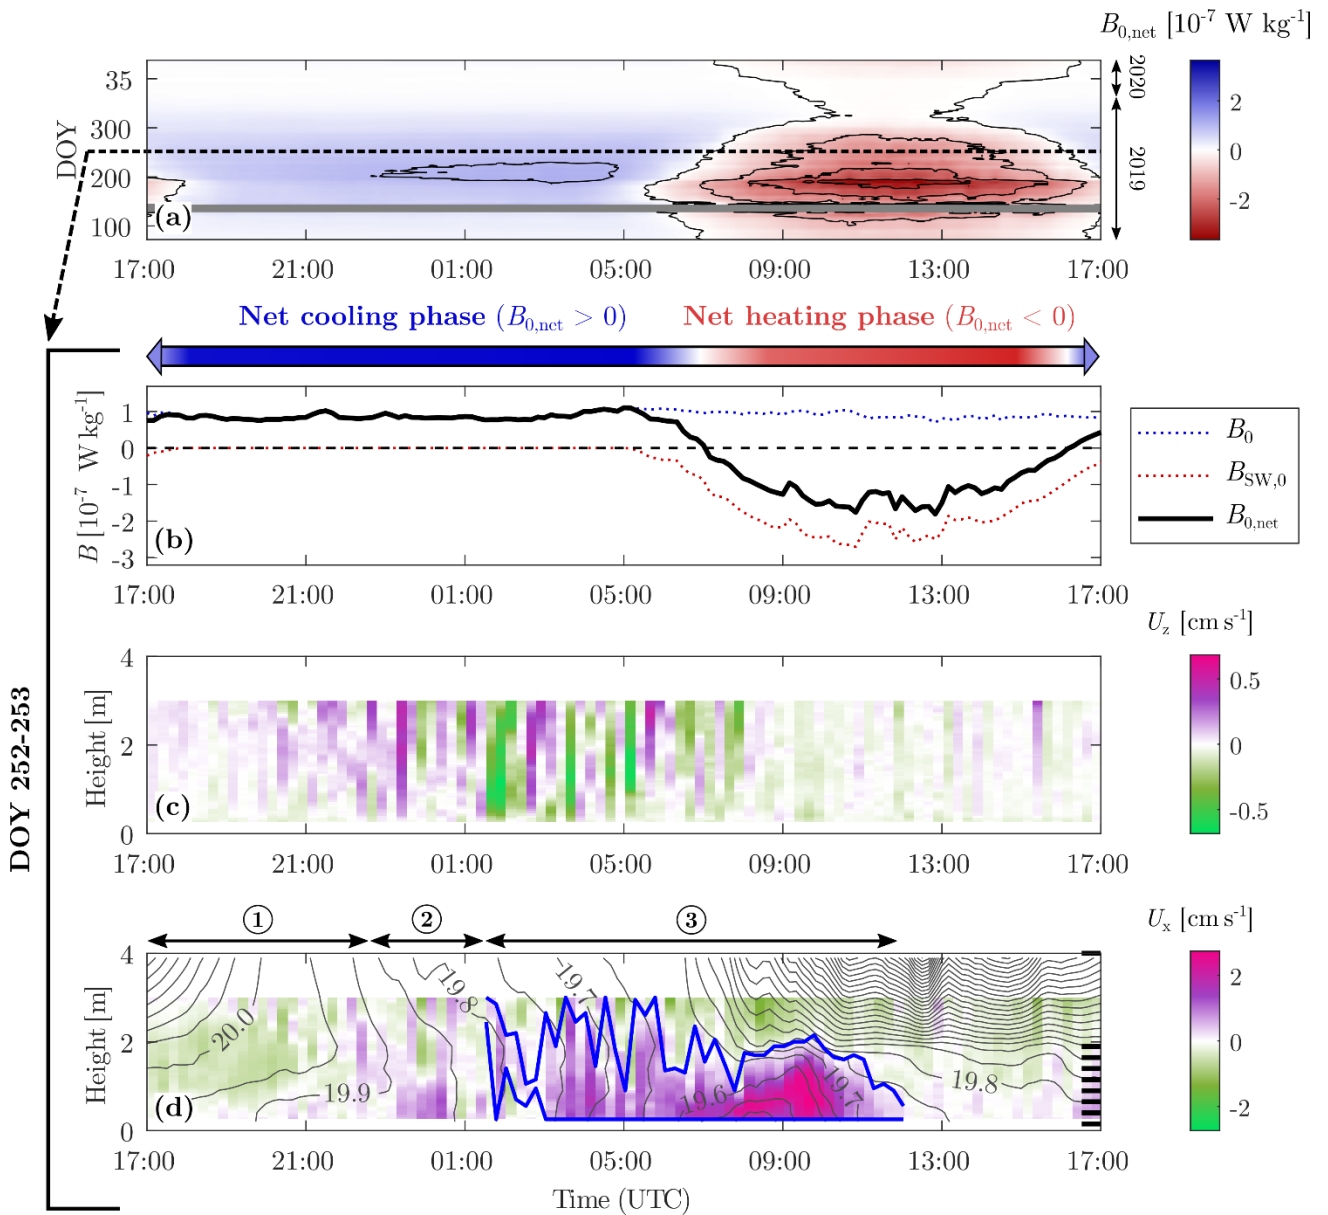 B0,net [10-7 W kg-1]
35
300
200
100
DOY
(a)
2020
2019
2
0
-2
17:00 21:00 01:00 05:00 09:00 13:00 17:00
Net cooling phase (B0,net > 0) Net heating phase (B0,net < 0)
B [10-7 W kg-1]
1
0
-1
-2
-3
(b)
B0
BSW,0
B0,net
17:00 21:00 01:00 05:00 09:00 13:00 17:00
DOY 252-253
Uz [cm s-1]
0.5
0
-0.5
Height [m]
4
2
0
(c)
17:00 21:00 01:00 05:00 09:00 13:00 17:00
1 2 3
Ux [cm s-1]
2
0
-2
Height [m]
4
2
0
(d)
20.0
19.9
19.8
19.7
19.6
19.7
19.8
17:00 21:00 01:00 05:00 09:00 13:00 17:00
Time (UTC)